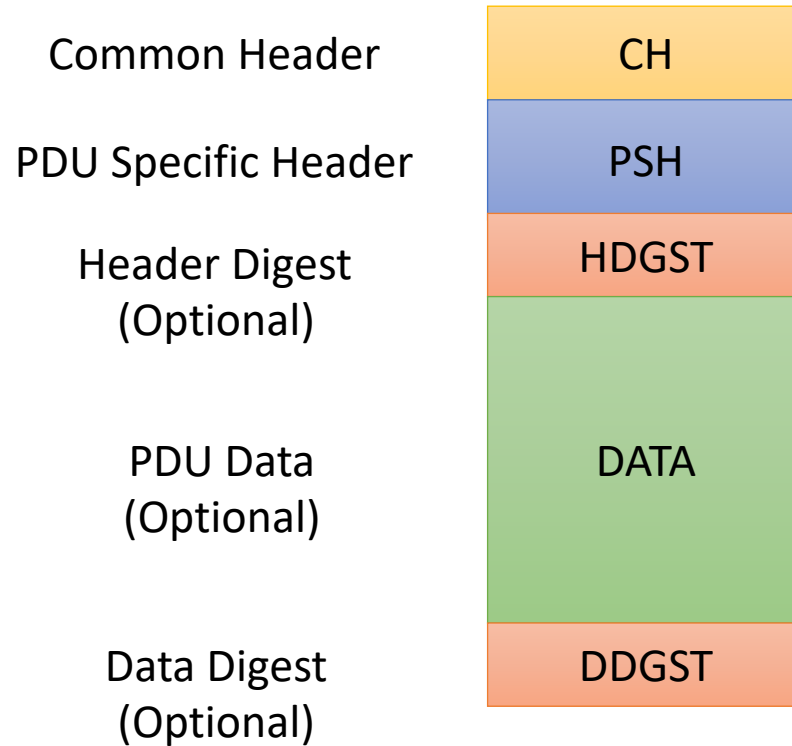 Common Header
CH
PDU Specific Header
PSH
Header Digest
(Optional)
HDGST
PDU Data
(Optional)
DATA
Data Digest
(Optional)
DDGST